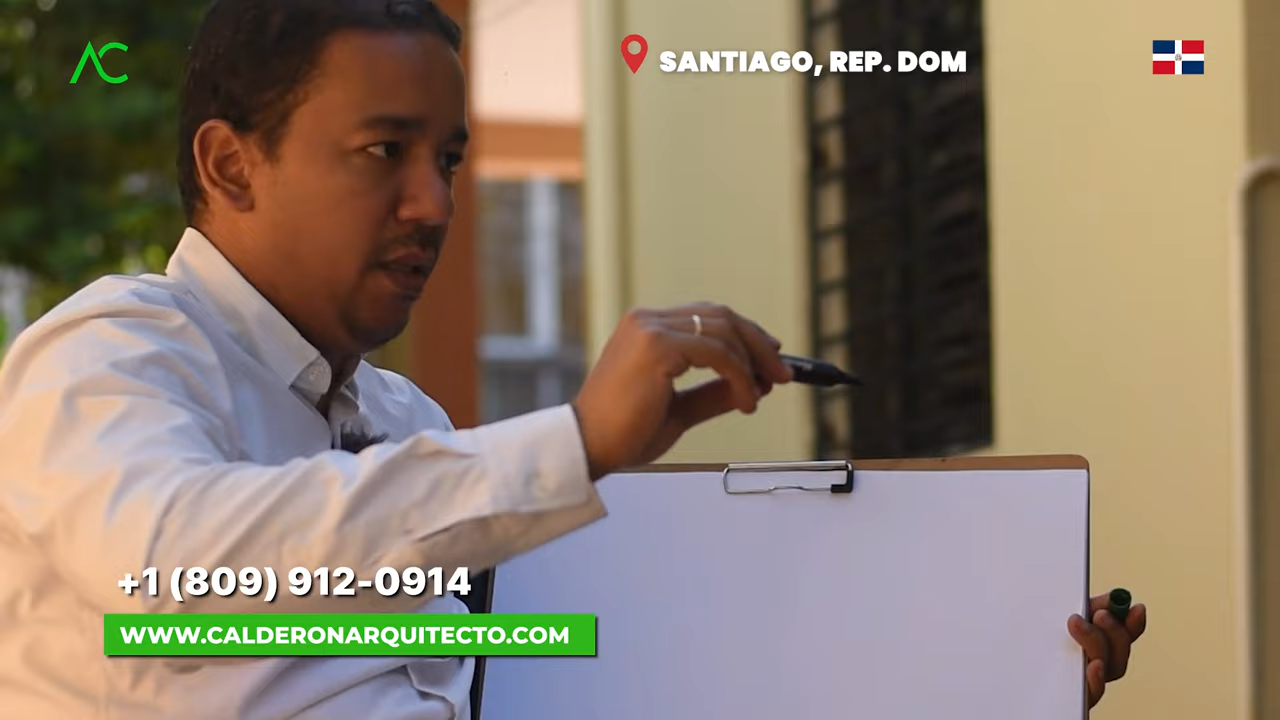 AC
SANTIAGO, REP. DOM
+1 (809) 912-0914
WWW.CALDERONARQUITECTO.COM